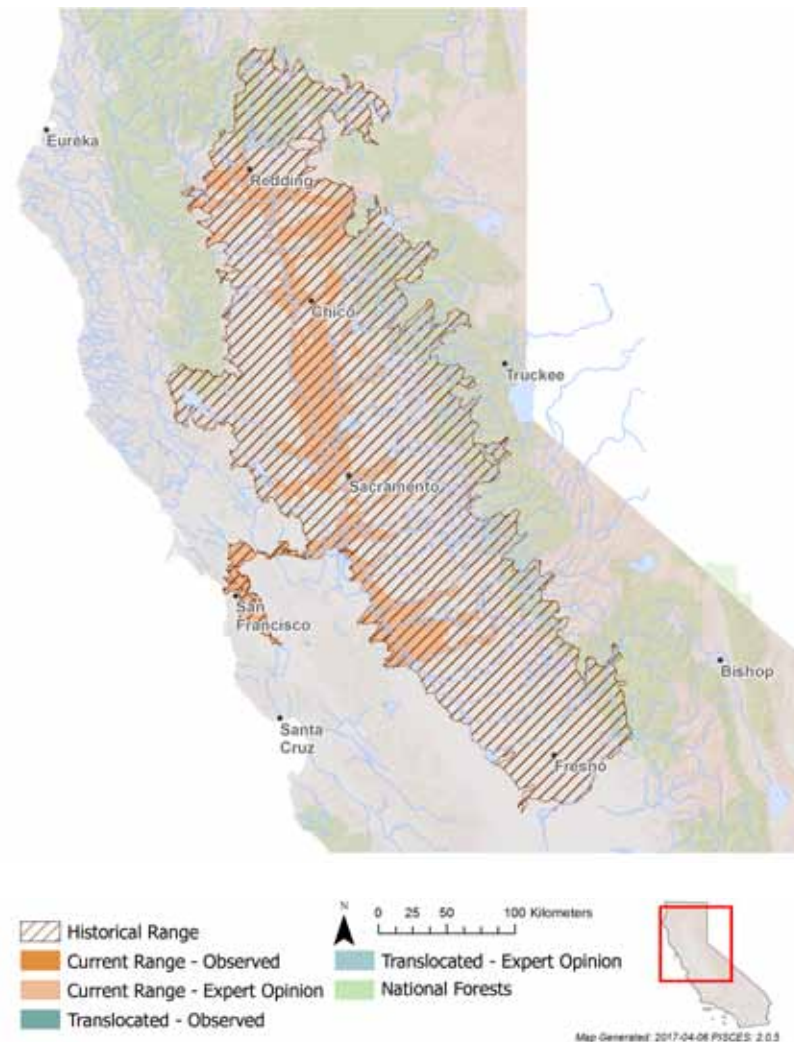 Eureka
Redding
Chico
Truckee
Sacramento
San
Francisco
Bishop
Santa
Cruz
Fresno
N
0 25 50 100 Kilometers
Historical Range
Current Range - Observed
Current Range - Expert Opinion
Translocated - Observed
Translocated - Expert Opinion
National Forests
Map Generated: 2017-04-06 PISCES: 2.0.5